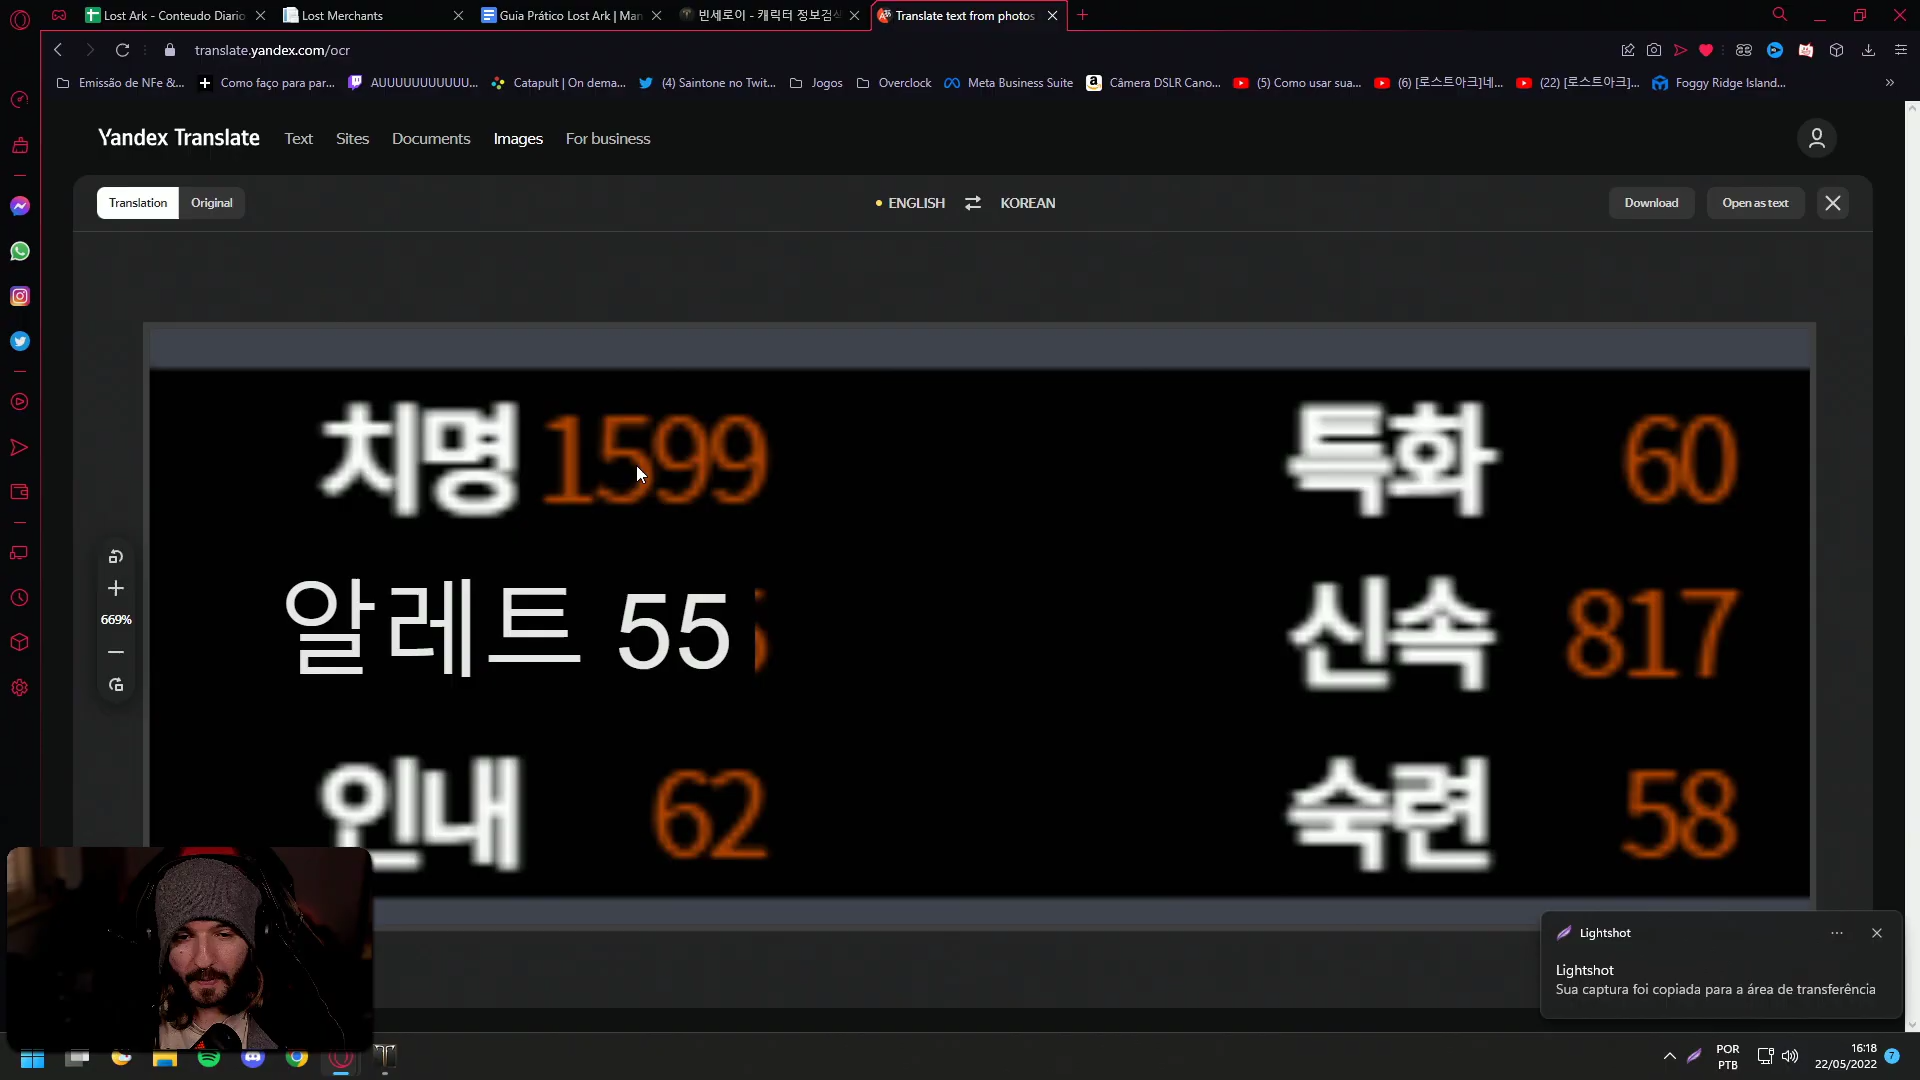 Lost Ark - Conteudo Diario
Lost Merchants
Guia Prático Lost Ark | Man
빈세로이 - 캐릭터 정보검색
Translate text from photos
translate.yandex.com/ocr
Emissão de NFe &...
Como faço para par...
AUUUUUUUUUUU...
Catapult | On dema...
(4) Saintone no Twit...
Jogos
Overclock
Meta Business Suite
Câmera DSLR Cano...
(5) Como usar sua...
(6) [로스트아크]네...
(22) [로스트아크]...
Foggy Ridge Island...
Yandex Translate
Text
Sites
Documents
Images
For business
Translation
Original
ENGLISH
KOREAN
Download
Open as text
치명 1599
특화 60
알레트 55
신속 817
인내 62
숙련 58
669%
Lightshot
Lightshot
Sua captura foi copiada para a área de transferência
POR
PTB
16:18
22/05/2022
7